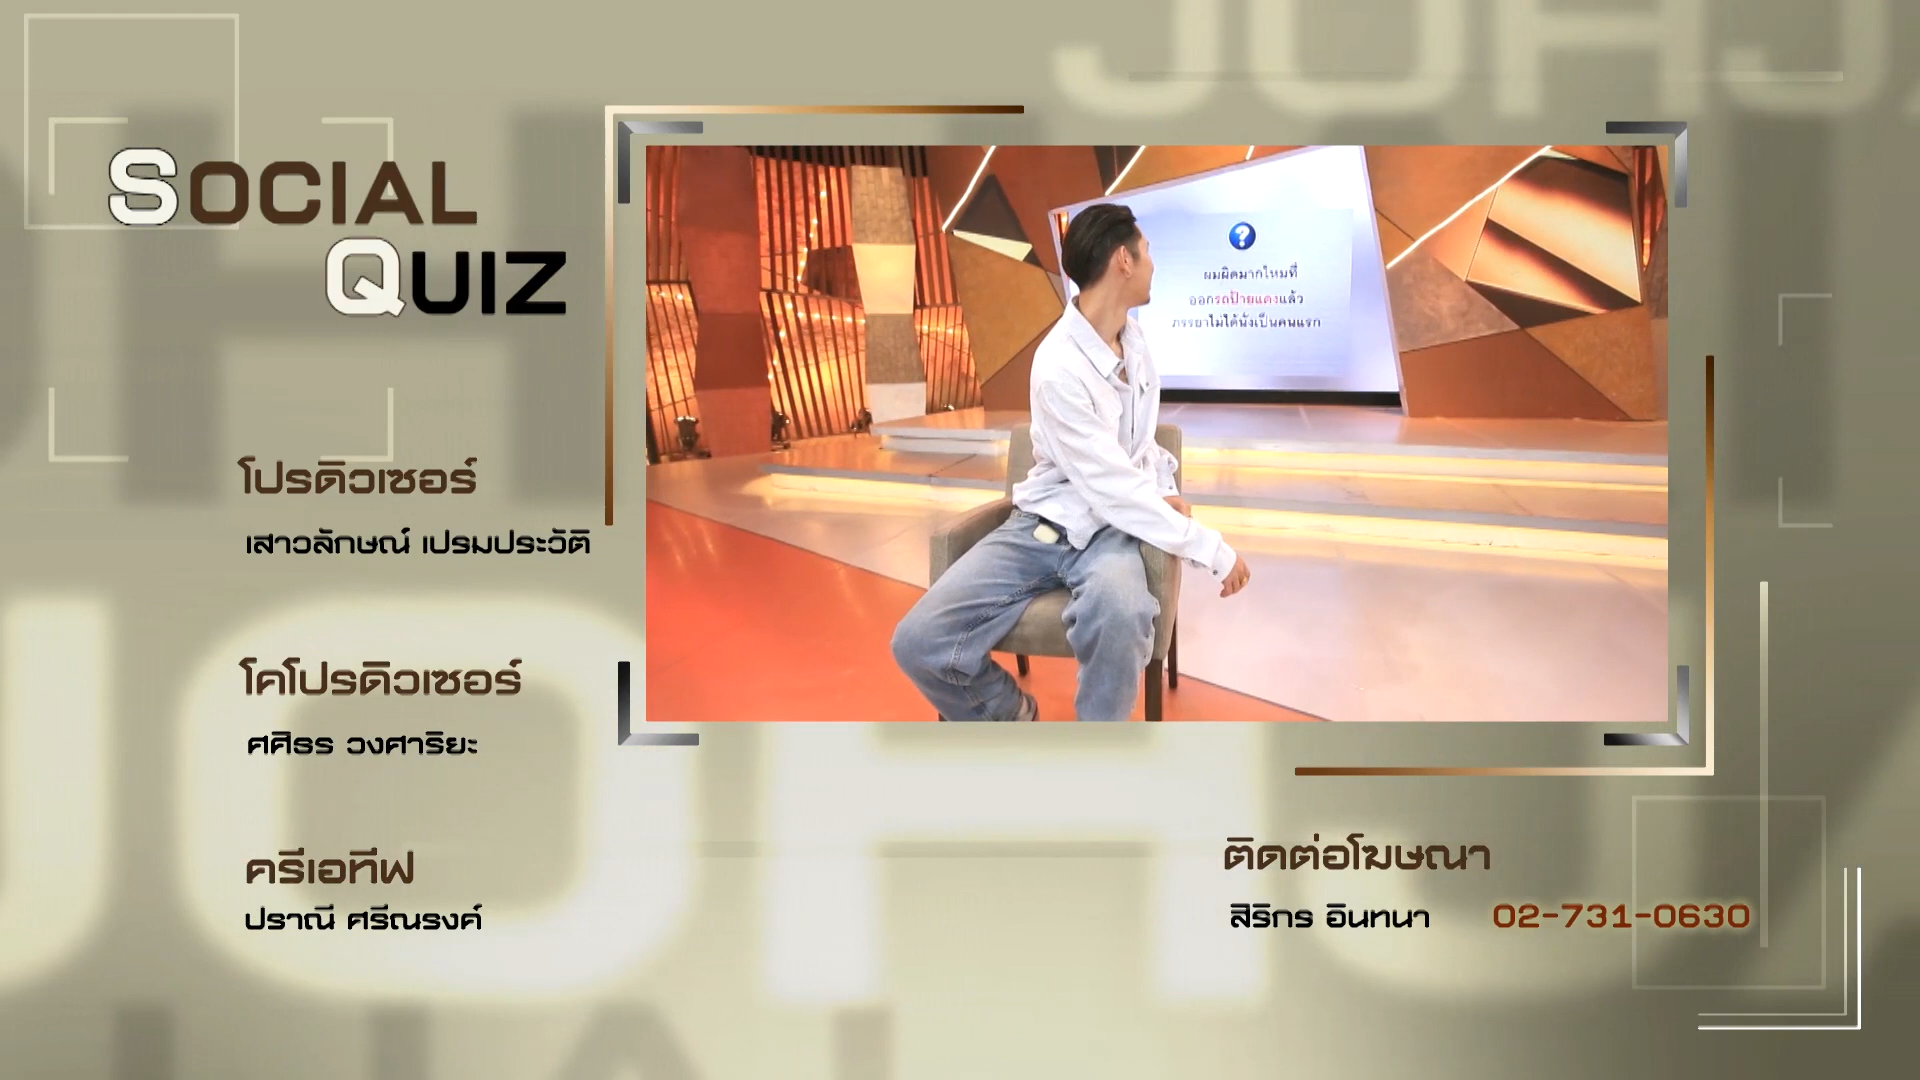 SOCIAL
QUIZ
ผมผิดมากไหมที่
ออกรถป้ายแดงแล้ว
ภรรยาไม่ได้นั่งเป็นคนแรก
โปรดิวเซอร์
เสาวลักษณ์ เปรมประวัติ
โคโปรดิวเซอร์
ศศิธร วงศาริยะ
ครีเอทีฟ
ปราณี ศรีณรงค์
ติดต่อโฆษณา
สิริกร อินทนา 02-731-0630